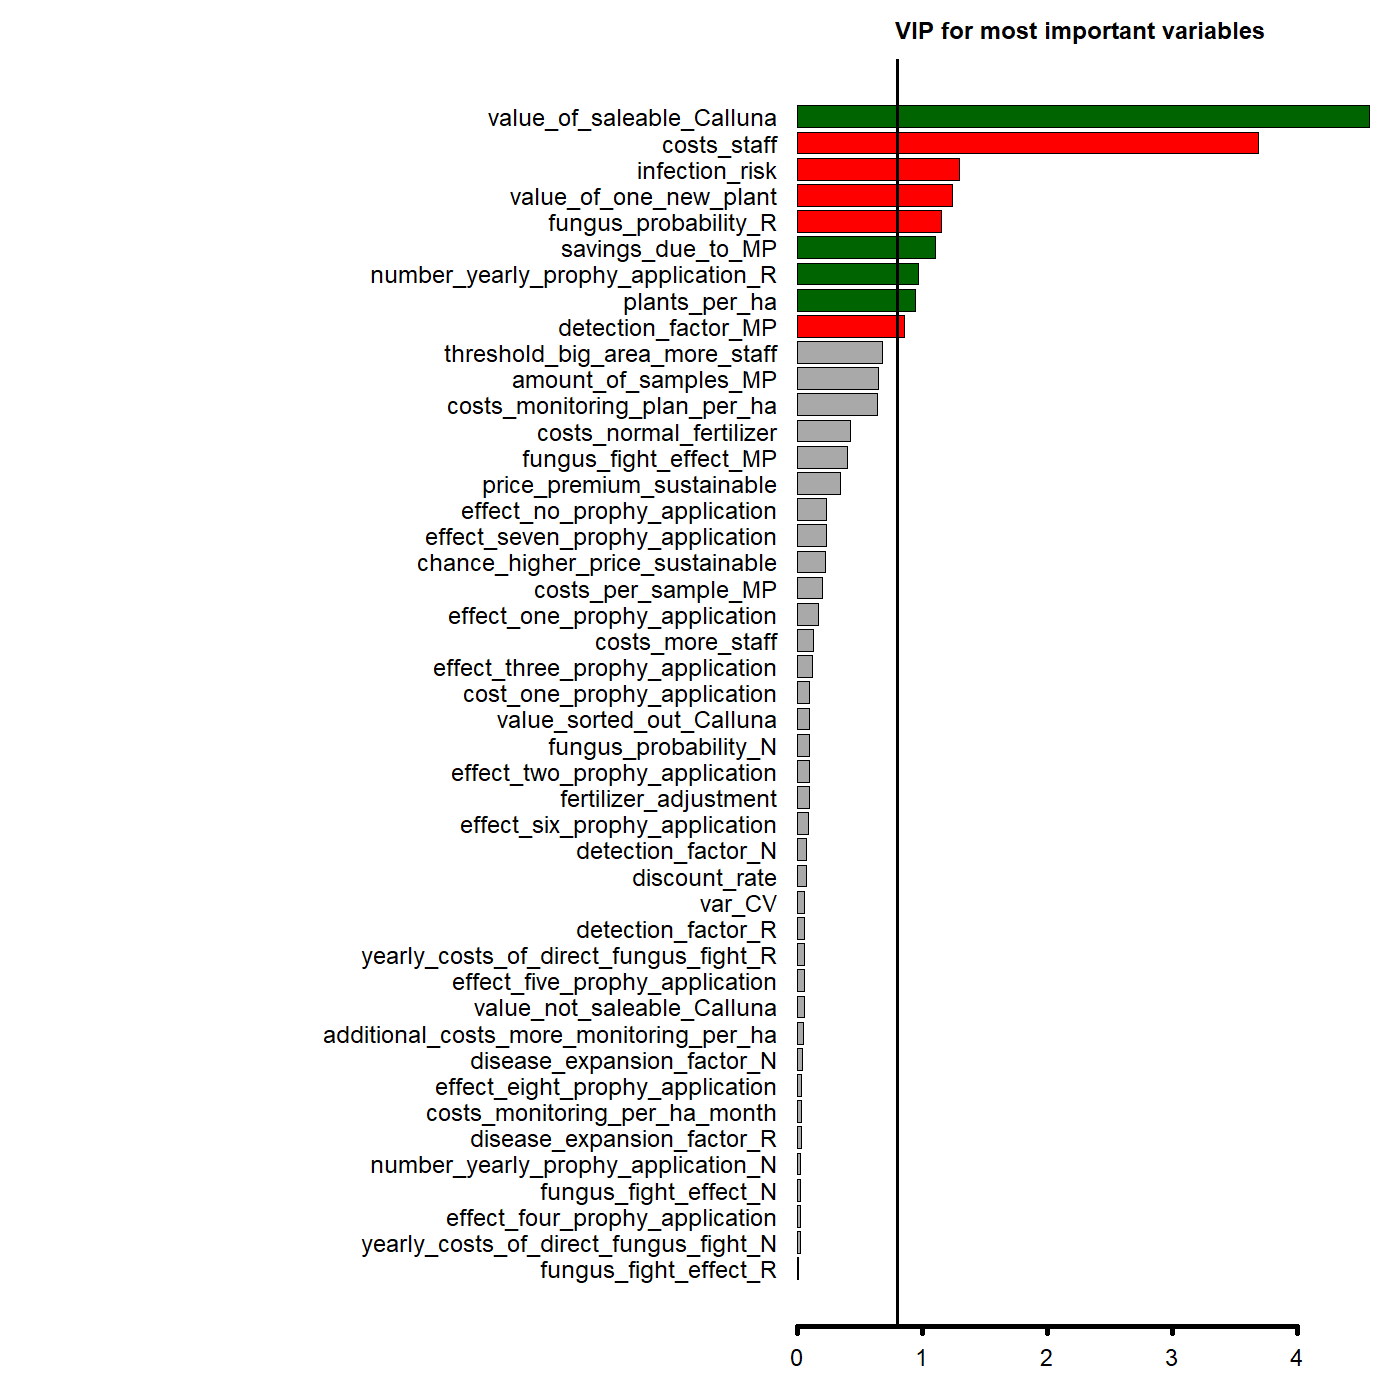 VIP for most important variables
value_of_saleable_Calluna
costs_staff
infection_risk
value_of_one_new_plant
fungus_probability_R
savings_due_to_MP
number_yearly_prophy_application_R
plants_per_ha
detection_factor_MP
threshold_big_area_more_staff
amount_of_samples_MP
costs_monitoring_plan_per_ha
costs_normal_fertilizer
fungus_fight_effect_MP
price_premium_sustainable
effect_no_prophy_application
effect_seven_prophy_application
chance_higher_price_sustainable
costs_per_sample_MP
effect_one_prophy_application
costs_more_staff
effect_three_prophy_application
cost_one_prophy_application
value_sorted_out_Calluna
fungus_probability_N
effect_two_prophy_application
fertilizer_adjustment
effect_six_prophy_application
detection_factor_N
discount_rate
var_CV
detection_factor_R
yearly_costs_of_direct_fungus_fight_R
effect_five_prophy_application
value_not_saleable_Calluna
additional_costs_more_monitoring_per_ha
disease_expansion_factor_N
effect_eight_prophy_application
costs_monitoring_per_ha_month
disease_expansion_factor_R
number_yearly_prophy_application_N
fungus_fight_effect_N
effect_four_prophy_application
yearly_costs_of_direct_fungus_fight_N
fungus_fight_effect_R
0 1 2 3 4